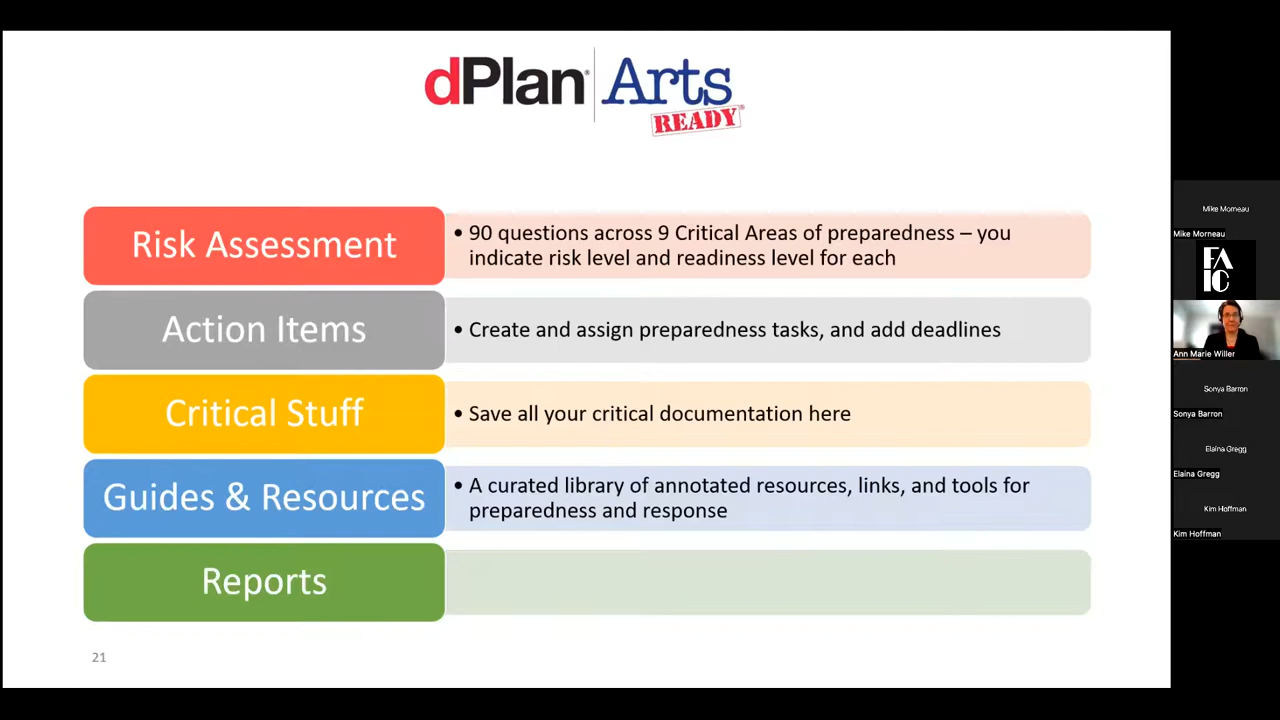 dPlan® Arts
READY®
Risk Assessment
• 90 questions across 9 Critical Areas of preparedness – you
indicate risk level and readiness level for each
Action Items
• Create and assign preparedness tasks, and add deadlines
Critical Stuff
• Save all your critical documentation here
Guides & Resources
• A curated library of annotated resources, links, and tools for
preparedness and response
Reports
21
Mike Morneau
Mike Morneau
FA
IC
Ann Marie Willer
Sonya Barron
Sonya Barron
Elaina Gregg
Elaina Gregg
Kim Hoffman
Kim Hoffman